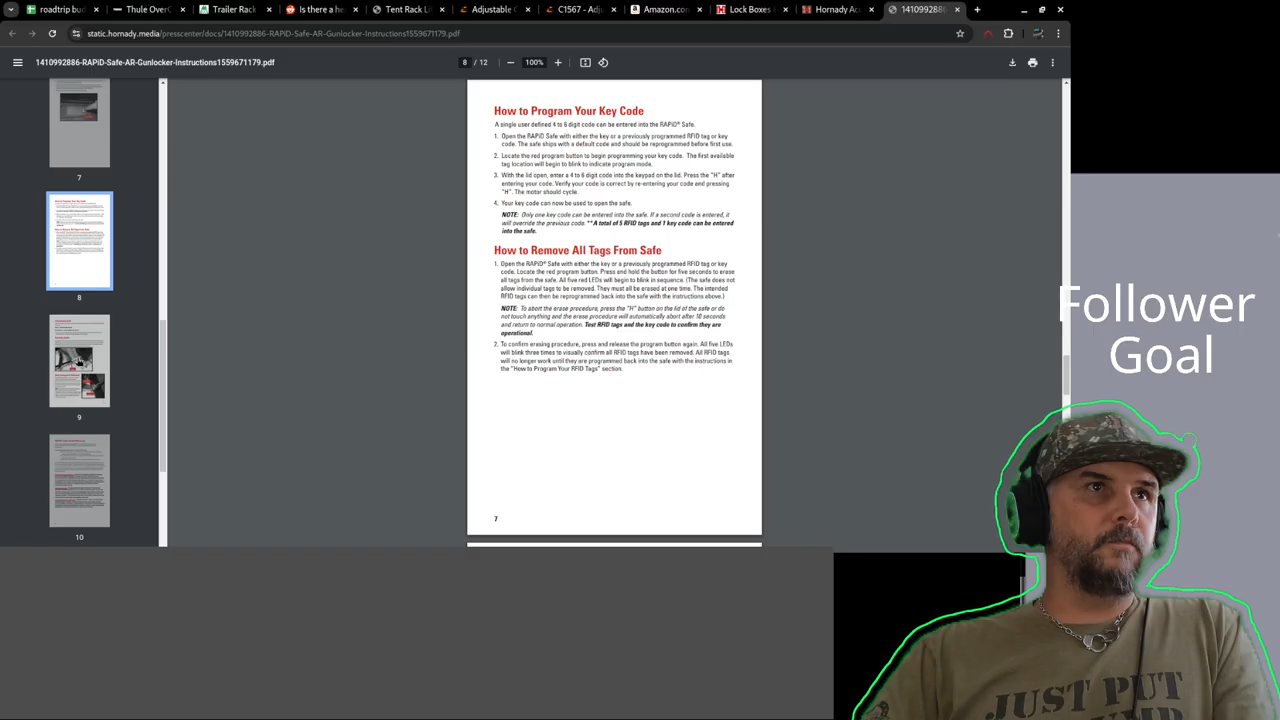 roadtrip bud
Thule OverC
Trailer Rack
Is there a he
Tent Rack Li
Adjustable C
C1567 - Adj
Amazon.com
Lock Boxes &
Hornady Acc
1410992886
static.hornady.media/presscenter/docs/1410992886-RAPiD-Safe-AR-Gunlocker-Instructions1559671179.pdf
1410992886-RAPiD-Safe-AR-Gunlocker-Instructions1559671179.pdf
8 / 12
100%
7
8
9
10
How to Program Your Key Code
A single user defined 4 to 6 digit code can be entered into the RAPiD® Safe.
1. Open the RAPiD Safe with either the key or a previously programmed RFID tag or key
code. The safe ships with a default code and should be reprogrammed before first use.
2. Locate the red program button to begin programming your key code. The first available
tag location will begin to blink to indicate program mode.
3. With the lid open, enter a 4 to 6 digit code into the keypad on the lid. Press the "H" after
entering your code. Verify your code is correct by re-entering your code and pressing
"H". The motor should cycle.
4. Your key code can now be used to open the safe.
NOTE: Only one key code can be entered into the safe. If a second code is entered, it
will override the previous code. **A total of 5 RFID tags and 1 key code can be entered
into the safe.
How to Remove All Tags From Safe
1. Open the RAPiD® Safe with either the key or a previously programmed RFID tag or key
code. Locate the red program button. Press and hold the button for five seconds to erase
all tags from the safe. All five red LEDs will begin to blink in sequence. (The safe does not
allow individual tags to be removed. They must all be erased at one time. The intended
RFID tags can then be reprogrammed back into the safe with the instructions above.)
NOTE: To abort the erase procedure, press the "H" button on the lid of the safe or do
not touch anything and the erase procedure will automatically abort after 10 seconds
and return to normal operation. Test RFID tags and the key code to confirm they are
operational.
2. To confirm erasing procedure, press and release the program button again. All five LEDs
will blink three times to visually confirm all RFID tags have been removed. All RFID tags
will no longer work until they are programmed back into the safe with the instructions in
the "How to Program Your RFID Tags" section.
7
Follower
Goal
JUST PUT